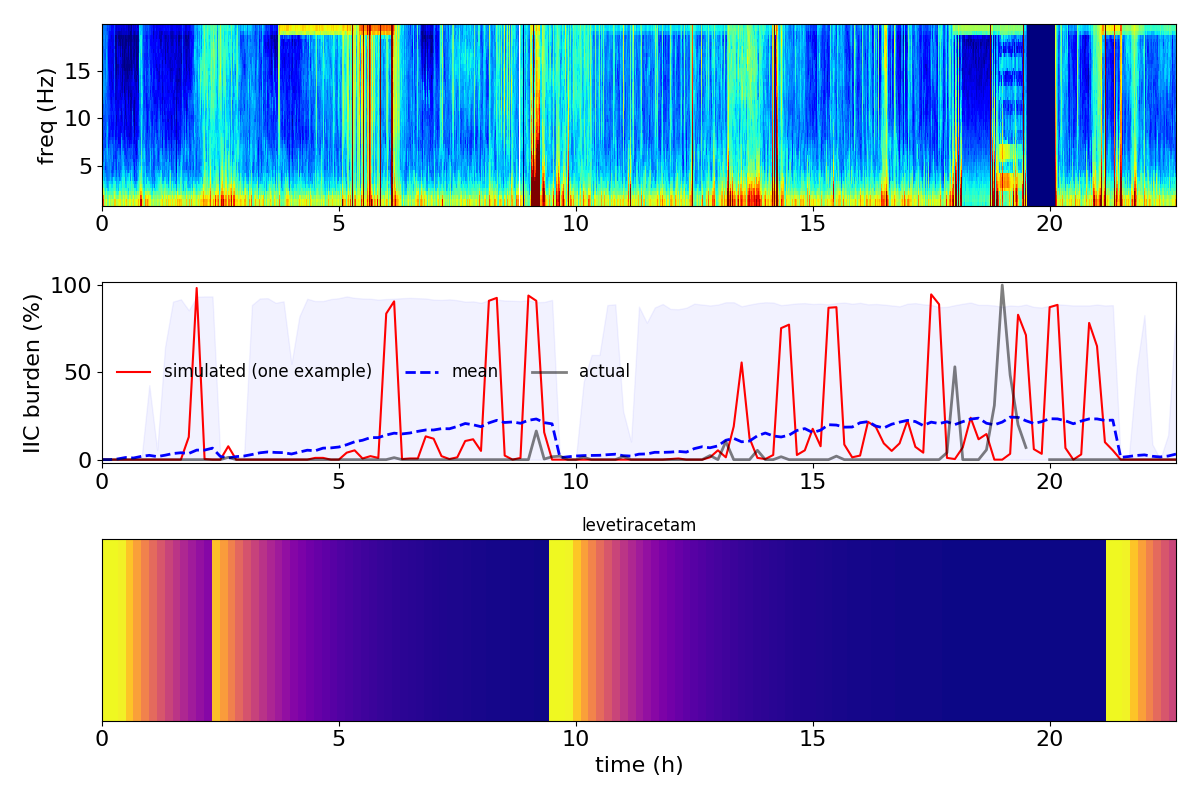 freq (Hz)
15
10
5
0 5 10 15 20
IIC burden (%)
100
50
0
simulated (one example) mean actual
0 5 10 15 20
levetiracetam
0 5 10 15 20
time (h)